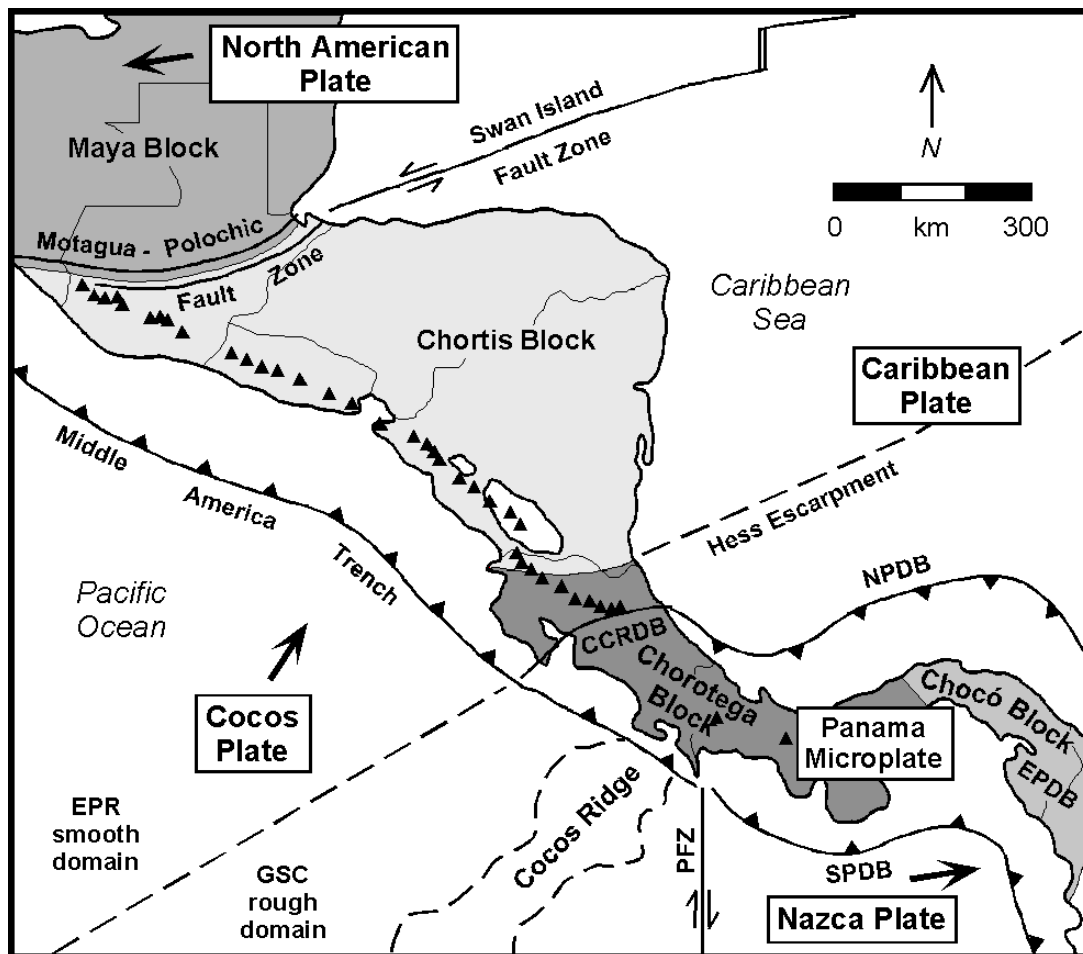 North American
Plate
Maya Block
Swan Island
Fault Zone
N
0 km 300
Motagua - Polochic
Fault Zone
Caribbean
Sea
Chortis Block
Caribbean
Plate
Middle America Trench
Hess Escarpment
Pacific
Ocean
NPDB
CCRDB
Chorotega
Block
Chocó Block
Cocos
Plate
Panama
Microplate
EPDB
EPR
smooth
domain
Cocos Ridge
GSC
rough
domain
PFZ
SPDB
Nazca Plate